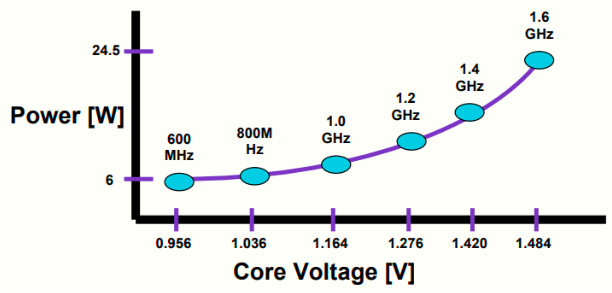 1.6
GHz
24.5
1.4
GHz
1.2
GHz
Power [W]
1.0
GHz
800M
Hz
600
MHz
6
0.956
1.036
1.164
1.276
1.420
1.484
Core Voltage [V]